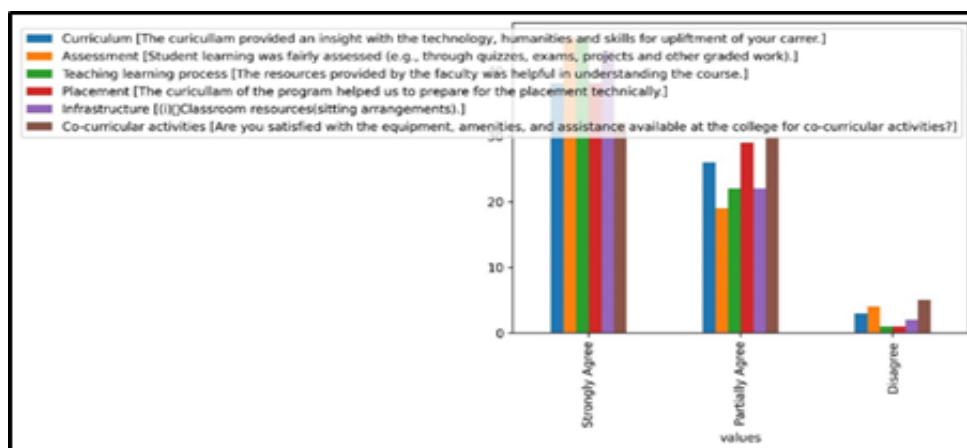 Curriculum [The curicullam provided an insight with the technology, humanities and skills for upliftment of your carrer.]
Assessment [Student learning was fairly assessed (e.g., through quizzes, exams, projects and other graded work).]
Teaching learning process [The resources provided by the faculty was helpful in understanding the course.]
Placement [The curicullam of the program helped us to prepare for the placement technically.]
Infrastructure [(i)▯Classroom resources(sitting arrangements).]
Co-curricular activities [Are you satisfied with the equipment, amenities, and assistance available at the college for co-curricular activities?]
30
20
10
0
Strongly Agree
Partially Agree
Disagree
values